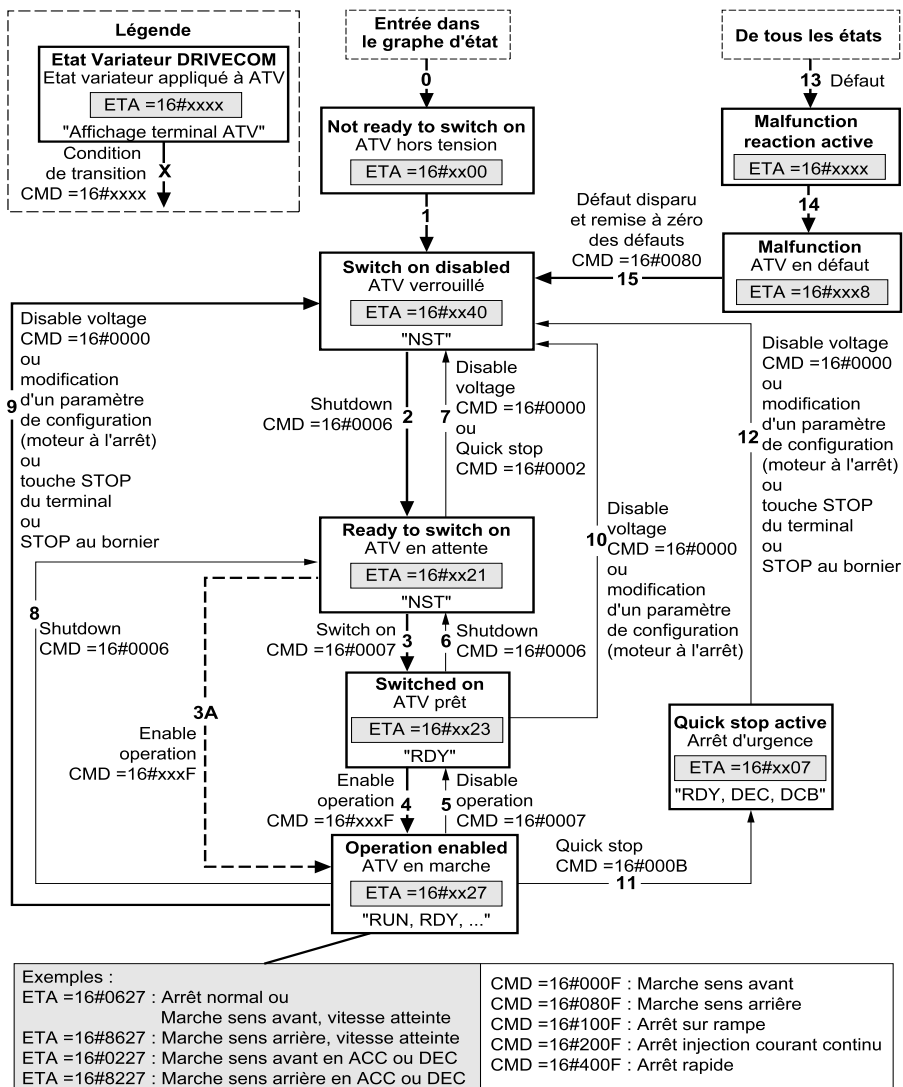 Légende
Etat Variateur DRIVECOM
Etat variateur appliqué à ATV
ETA =16#xxxx
"Affichage terminal ATV"
Condition
de transition
CMD =16#xxxx
X
Entrée dans
le graphe d'état
0
Not ready to switch on
ATV hors tension
ETA =16#xx00
1
De tous les états
13 Défaut
Malfunction
reaction active
ETA =16#xxxx
14
Malfunction
ATV en défaut
ETA =16#xxx8
Défaut disparu
et remise à zéro
des défauts
CMD =16#0080
15
Switch on disabled
ATV verrouillé
ETA =16#xx40
"NST"
9
Disable voltage
CMD =16#0000
ou
modification
d'un paramètre
de configuration
(moteur à l'arrêt)
ou
touche STOP
du terminal
ou
STOP au bornier
Shutdown
CMD =16#0006
2
7
Disable
voltage
CMD =16#0000
ou
Quick stop
CMD =16#0002
12
Disable voltage
CMD =16#0000
ou
modification
d'un paramètre
de configuration
(moteur à l'arrêt)
ou
touche STOP
du terminal
ou
STOP au bornier
10
Disable
voltage
CMD =16#0000
ou
modification
d'un paramètre
de configuration
(moteur à l'arrêt)
Ready to switch on
ATV en attente
ETA =16#xx21
"NST"
8
Shutdown
CMD =16#0006
Switch on
CMD =16#0007
3
6
Shutdown
CMD =16#0006
3A
Enable
operation
CMD =16#xxxF
Switched on
ATV prêt
ETA =16#xx23
"RDY"
Enable
operation
CMD =16#xxxF
4
5
Disable
operation
CMD =16#0007
Quick stop active
Arrêt d'urgence
ETA =16#xx07
"RDY, DEC, DCB"
Operation enabled
ATV en marche
ETA =16#xx27
"RUN, RDY, ..."
Quick stop
CMD =16#000B
11
Exemples :
ETA =16#0627 : Arrêt normal ou
Marche sens avant, vitesse atteinte
ETA =16#8627 : Marche sens arrière, vitesse atteinte
ETA =16#0227 : Marche sens avant en ACC ou DEC
ETA =16#8227 : Marche sens arrière en ACC ou DEC
CMD =16#000F : Marche sens avant
CMD =16#080F : Marche sens arrière
CMD =16#100F : Arrêt sur rampe
CMD =16#200F : Arrêt injection courant continu
CMD =16#400F : Arrêt rapide